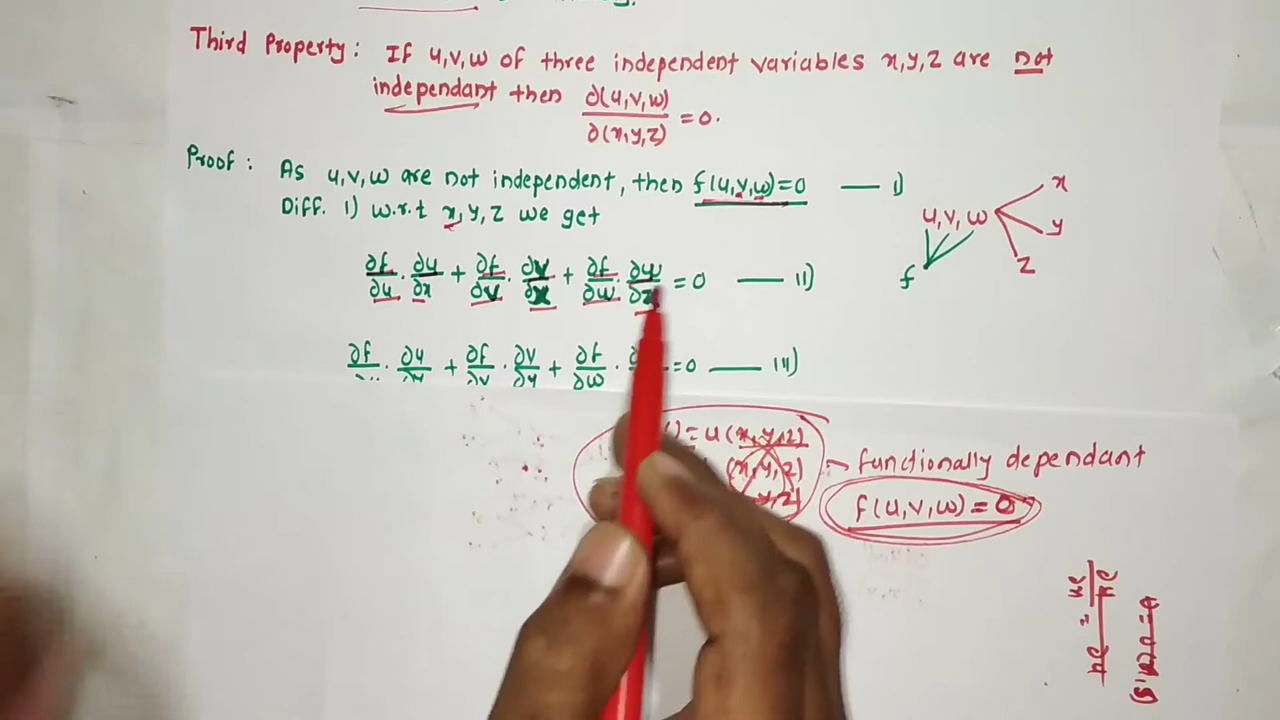 Third Property: If u,v,w of three independent variables x,y,z are not
independant then ∂(u,v,w)/∂(x,y,z) = 0.
Proof: As u,v,w are not independent, then f(u,v,w)=0 —— I)
Diff. I) w.r.t x,y,z we get
u,v,w
x
y
z
f
∂f/∂u · ∂u/∂x + ∂f/∂v · ∂v/∂x + ∂f/∂w · ∂w/∂x = 0 —— II)
∂f · ∂u + ∂f/∂v · ∂v/∂y + ∂f/∂w · = 0 —— III)
= u(x,y,z)
(x,y,z)
functionally dependant
f(u,v,w) = 0